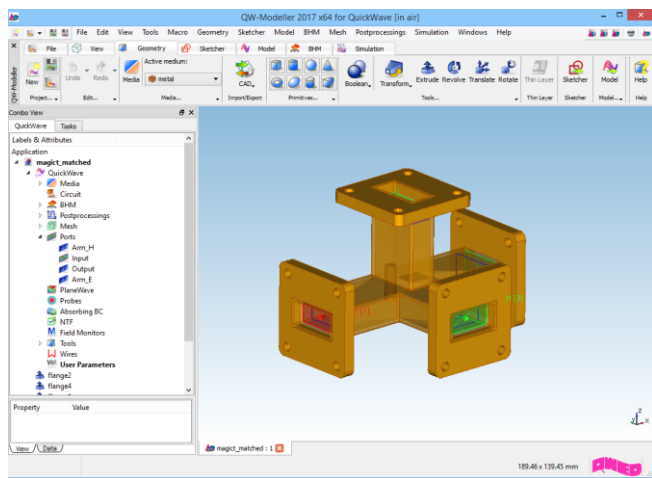 QW-Modeller 2017 x64 for QuickWave [in air]
File Edit View Tools Macro Geometry Sketcher Model BHM Mesh Postprocessings Simulation Windows Help
File View Geometry Sketcher Model BHM Simulation
QW-Modeller
New
Undo
Redo
Media
Active medium:
metal
CAD
Boolean
Transform
Extrude Revolve Translate Rotate
Thin Layer
Sketcher
Model
Help
Project...
Edit...
Media...
Import/Export
Primitives...
Tools...
Thin Layer
Sketcher
Model...
Help
Combo View
QuickWave Tasks
Labels & Attributes
Application
magict_matched
QuickWave
Media
Circuit
BHM
Postprocessings
Mesh
Ports
Arm_H
Input
Output
Arm_E
PlaneWave
Probes
Absorbing BC
NTF
Field Monitors
Tools
Wires
User Parameters
flange2
flange4
Property Value
View Data
magict_matched : 1
z
x
189.46 x 139.45 mm
QWED